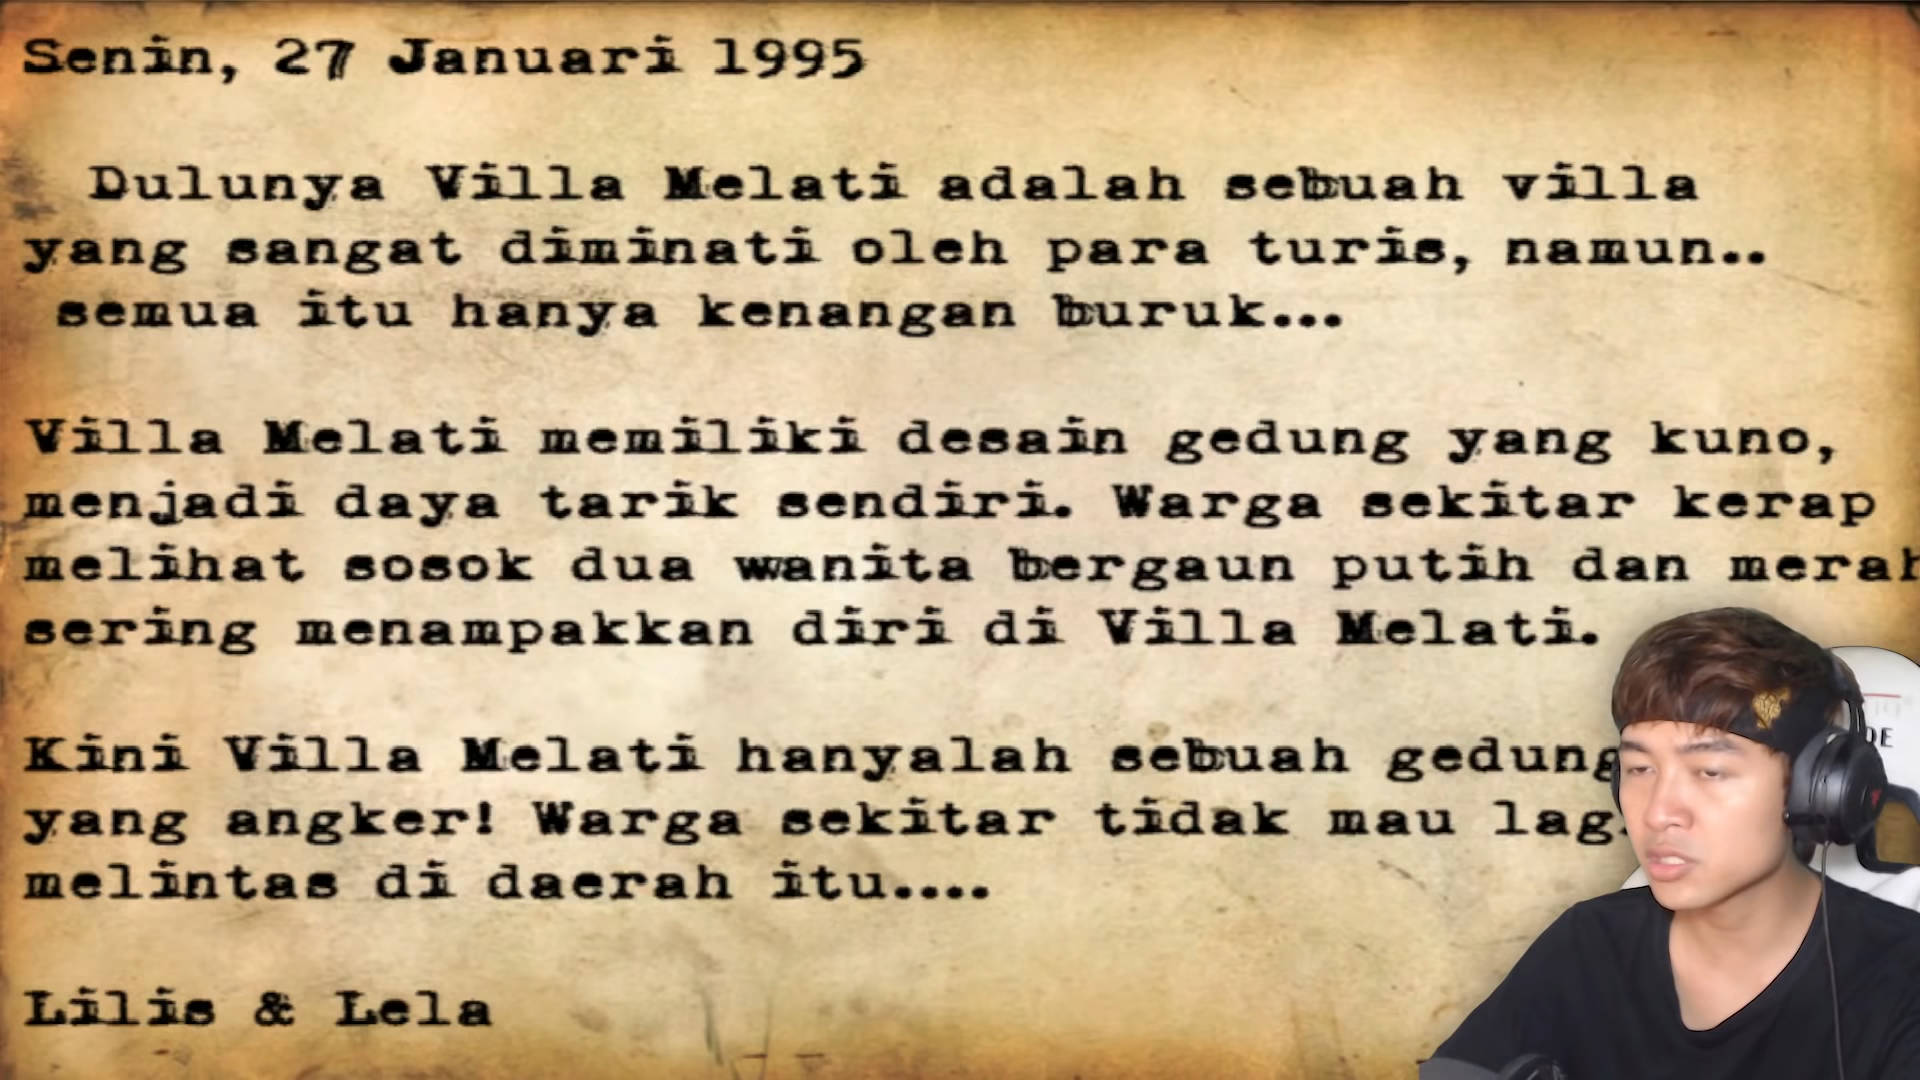 Senin, 27 Januari 1995
Dulunya Villa Melati adalah sebuah villa
yang sangat diminati oleh para turis, namun..
semua itu hanya kenangan buruk...
Villa Melati memiliki desain gedung yang kuno,
menjadi daya tarik sendiri. Warga sekitar kerap
melihat sosok dua wanita bergaun putih dan merah
sering menampakkan diri di Villa Melati.
Kini Villa Melati hanyalah sebuah gedung
yang angker! Warga sekitar tidak mau lag
melintas di daerah itu....
Lilis & Lela